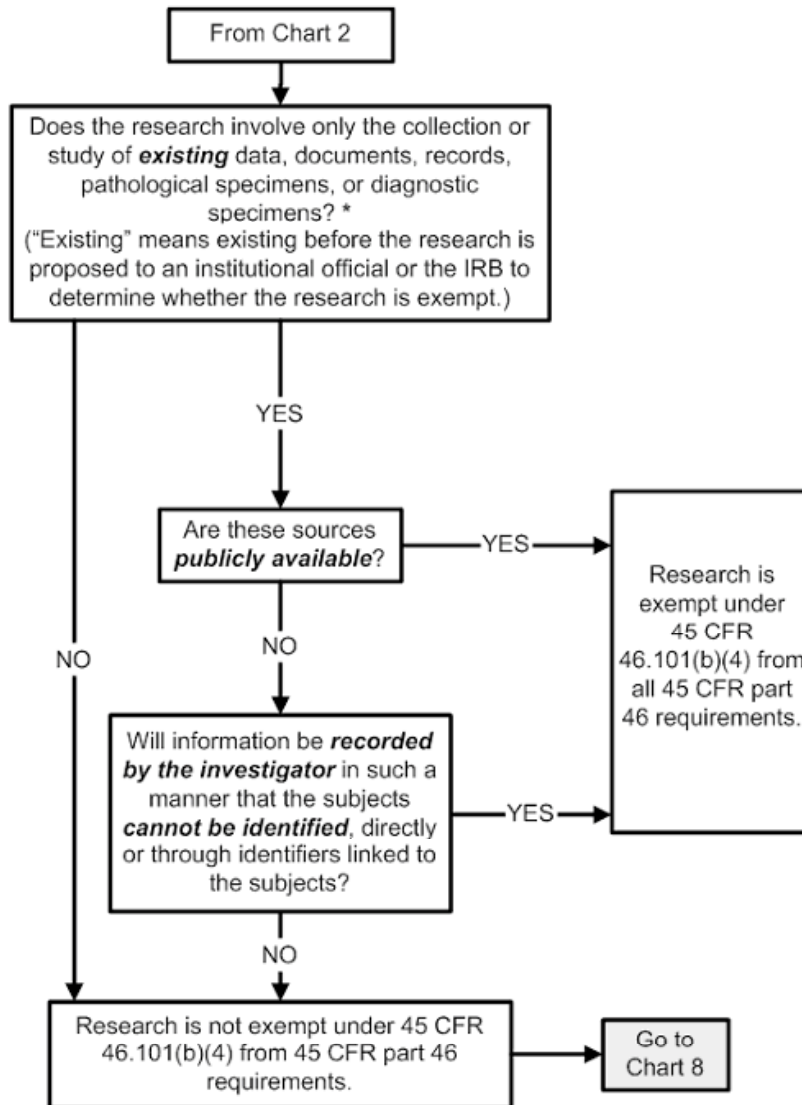 From Chart 2
Does the research involve only the collection or
study of existing data, documents, records,
pathological specimens, or diagnostic
specimens? *
("Existing" means existing before the research is
proposed to an institutional official or the IRB to
determine whether the research is exempt.)
YES
Are these sources
publicly available?
YES
Research is
exempt under
45 CFR
46.101(b)(4) from
all 45 CFR part
46 requirements.
NO
NO
Will information be recorded
by the investigator in such a
manner that the subjects
cannot be identified, directly
or through identifiers linked to
the subjects?
YES
NO
Research is not exempt under 45 CFR
46.101(b)(4) from 45 CFR part 46
requirements.
Go to
Chart 8